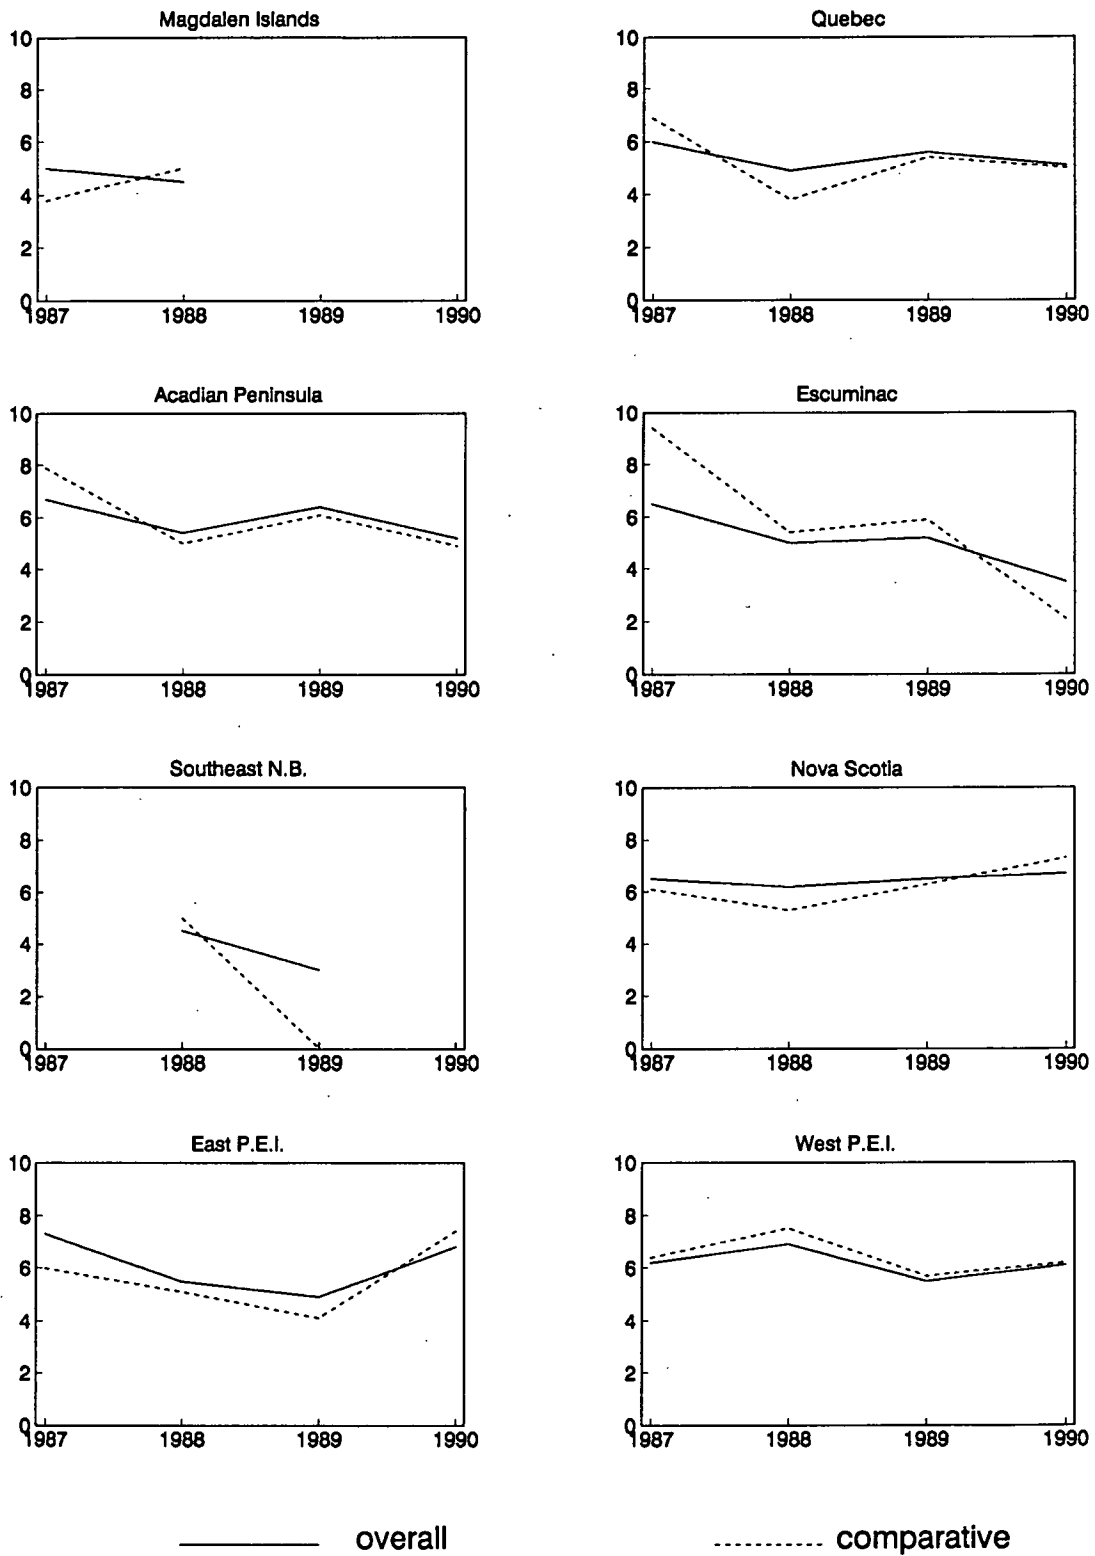 Magdalen Islands
10
8
6
4
2
0
1987 1988 1989 1990
Quebec
10
8
6
4
2
0
1987 1988 1989 1990
Acadian Peninsula
10
8
6
4
2
0
1987 1988 1989 1990
Escuminac
10
8
6
4
2
0
1987 1988 1989 1990
Southeast N.B.
10
8
6
4
2
0
1987 1988 1989 1990
Nova Scotia
10
8
6
4
2
0
1987 1988 1989 1990
East P.E.I.
10
8
6
4
2
0
1987 1988 1989 1990
West P.E.I.
10
8
6
4
2
0
1987 1988 1989 1990
overall
comparative